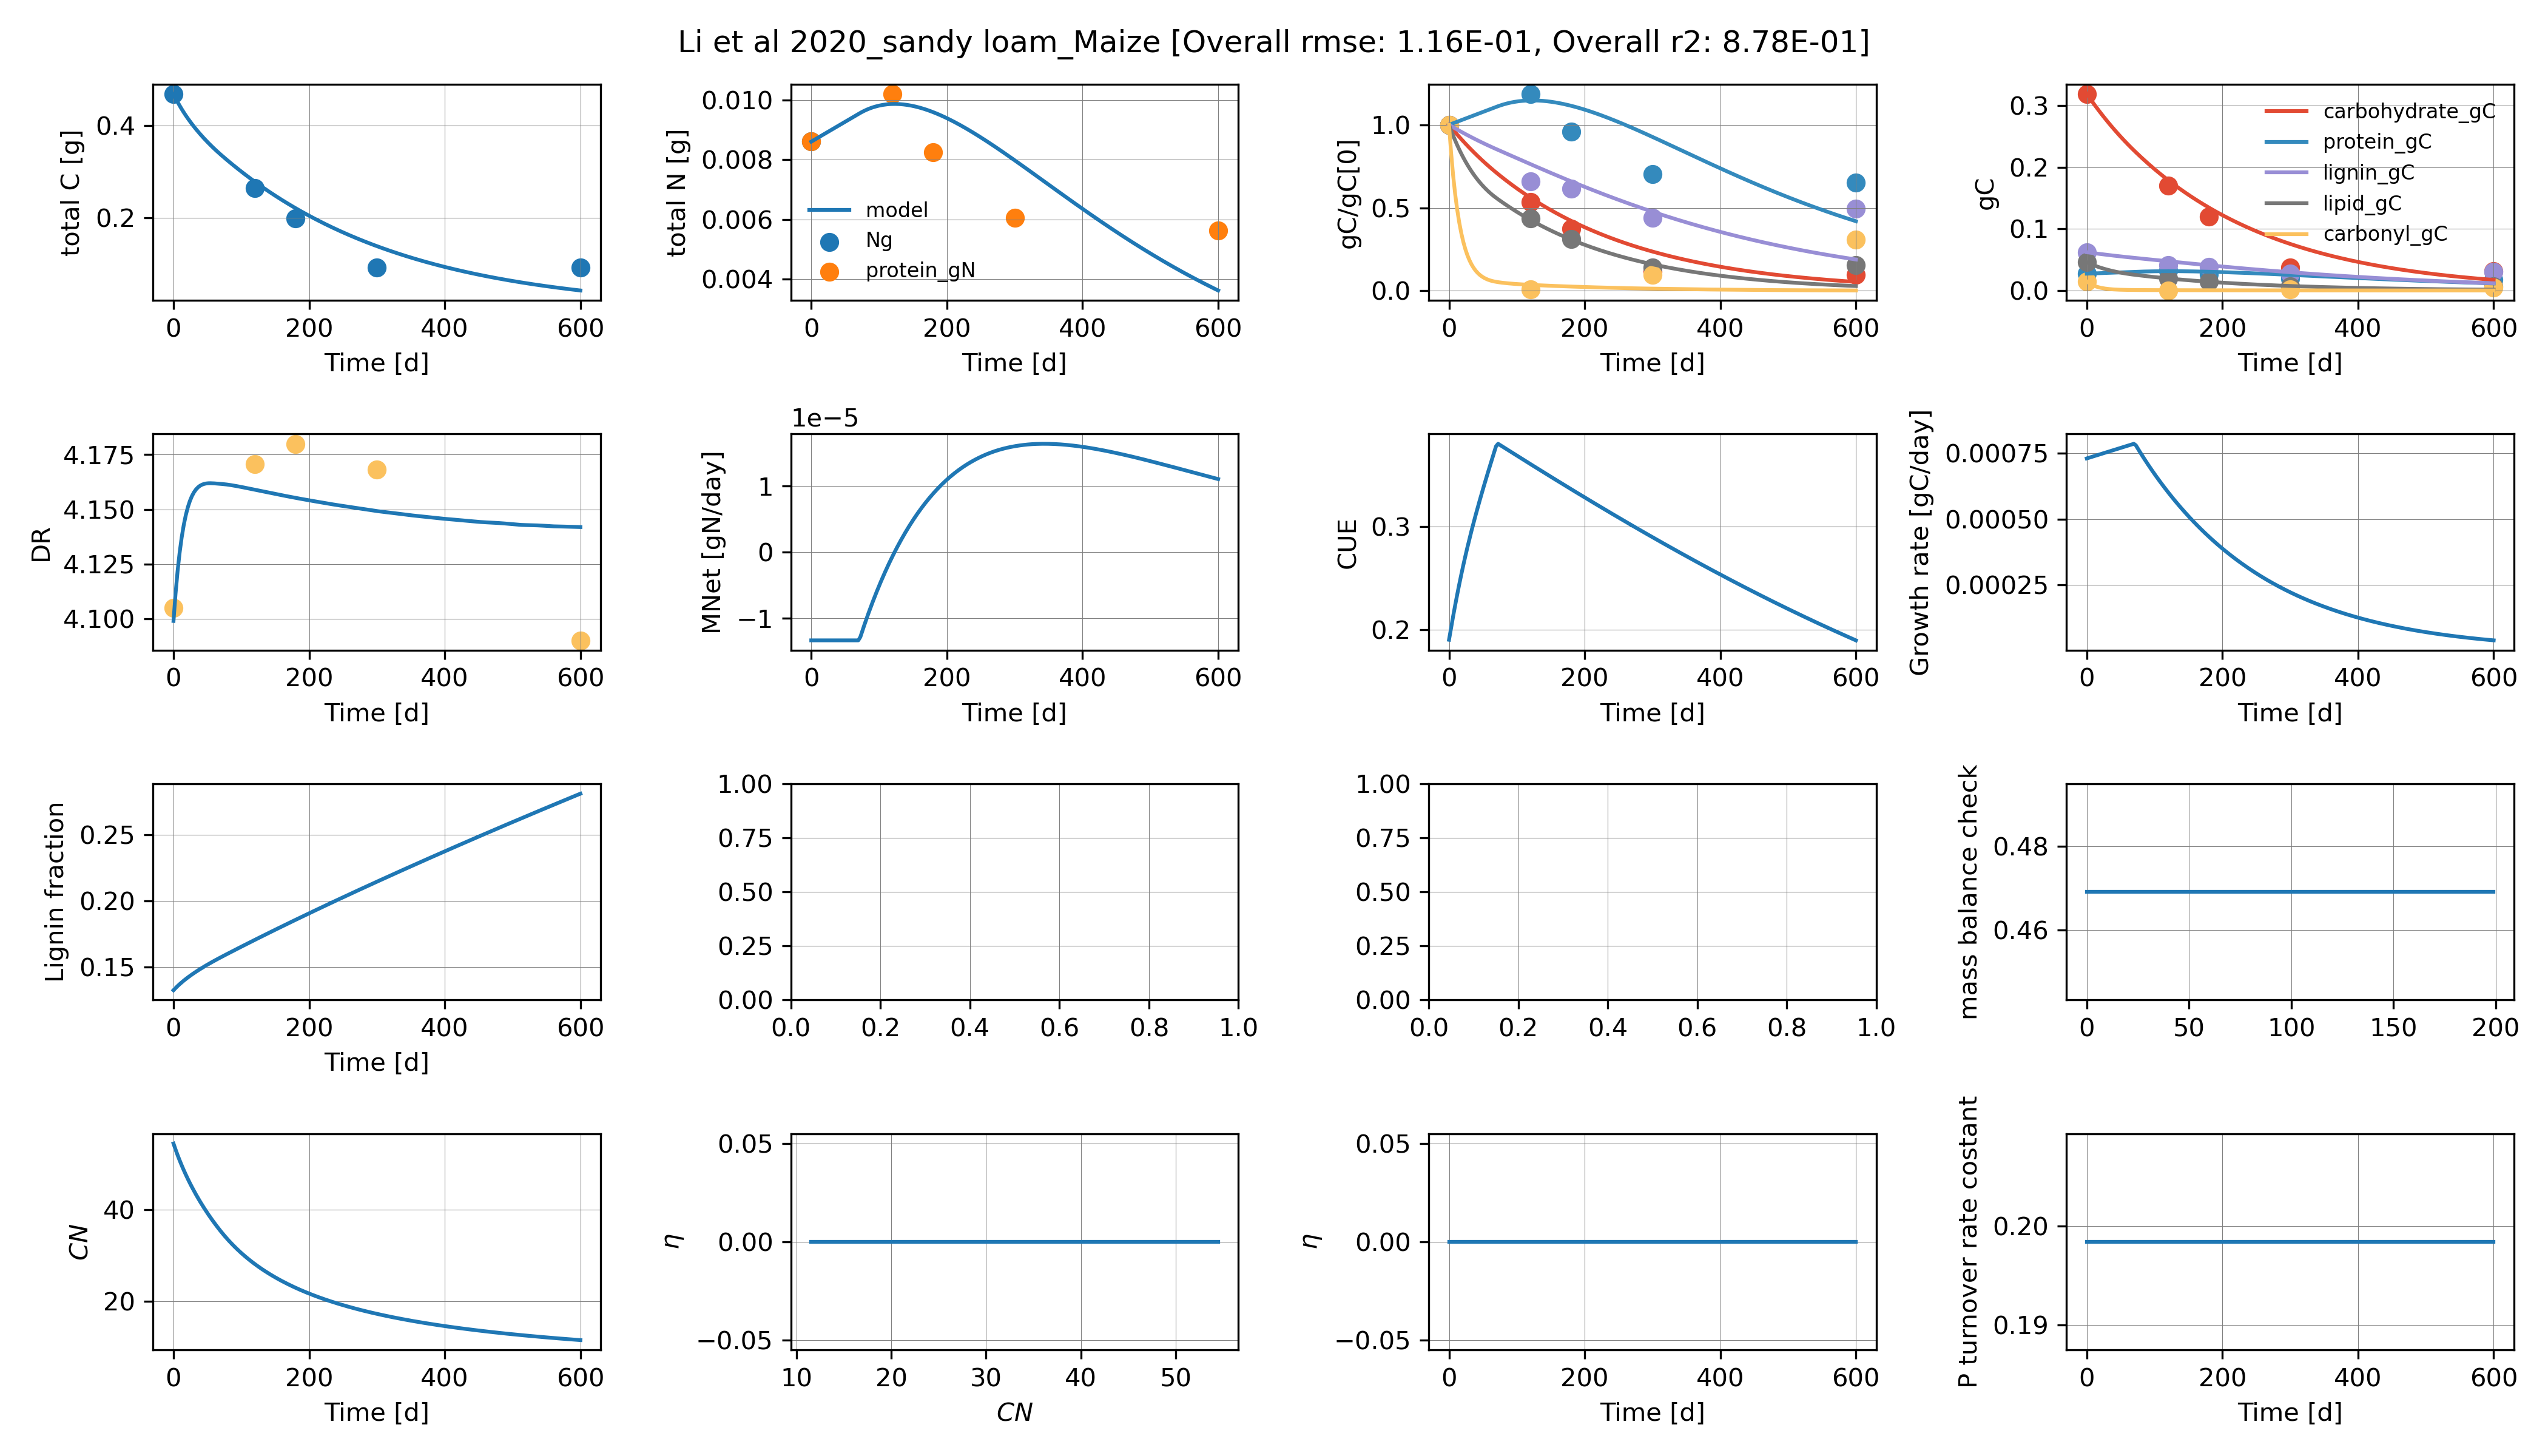 Li et al 2020_sandy loam_Maize [Overall rmse: 1.16E-01, Overall r2: 8.78E-01]
total C [g]
0.4
0.2
0 200 400 600
Time [d]
total N [g]
0.010
0.008
0.006
0.004
model
Ng
protein_gN
0 200 400 600
Time [d]
gC/gC[0]
1.0
0.5
0.0
0 200 400 600
Time [d]
gC
0.3
0.2
0.1
0.0
carbohydrate_gC
protein_gC
lignin_gC
lipid_gC
carbonyl_gC
0 200 400 600
Time [d]
DR
4.175
4.150
4.125
4.100
0 200 400 600
Time [d]
1e−5
MNet [gN/day]
1
0
−1
0 200 400 600
Time [d]
CUE
0.3
0.2
0 200 400 600
Time [d]
Growth rate [gC/day]
0.00075
0.00050
0.00025
0 200 400 600
Time [d]
Lignin fraction
0.25
0.20
0.15
0 200 400 600
Time [d]
1.00
0.75
0.50
0.25
0.00
0.0 0.2 0.4 0.6 0.8 1.0
1.00
0.75
0.50
0.25
0.00
0.0 0.2 0.4 0.6 0.8 1.0
mass balance check
0.48
0.46
0 50 100 150 200
CN
40
20
0 200 400 600
Time [d]
η
0.05
0.00
−0.05
10 20 30 40 50
CN
η
0.05
0.00
−0.05
0 200 400 600
Time [d]
P turnover rate costant
0.20
0.19
0 200 400 600
Time [d]